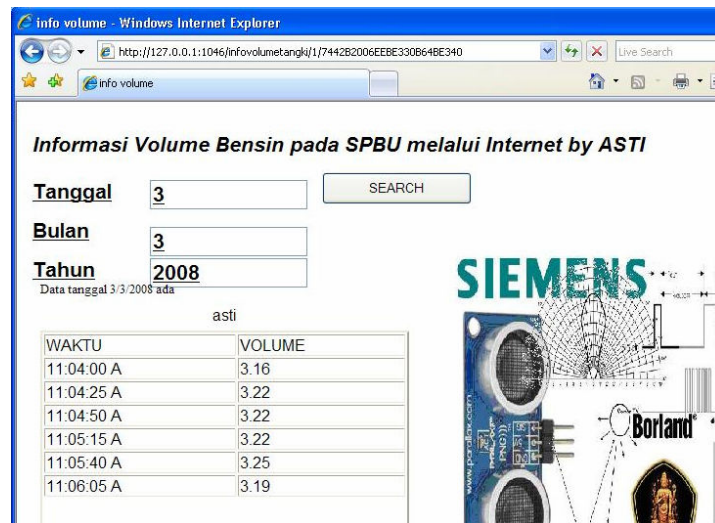 info volume - Windows Internet Explorer
http://127.0.0.1:1046/infovolumetangki/1/7442B2006EEBE330B64BE340
Live Search
info volume
Informasi Volume Bensin pada SPBU melalui Internet by ASTI
Tanggal 3 SEARCH
Bulan 3
Tahun 2008
Data tanggal 3/3/2008 ada
SIEMENS
asti
WAKTU VOLUME
11:04:00 A 3.16
11:04:25 A 3.22
11:04:50 A 3.22
11:05:15 A 3.22
11:05:40 A 3.25
11:06:05 A 3.19
www.parallax.com
PING)))
Borland